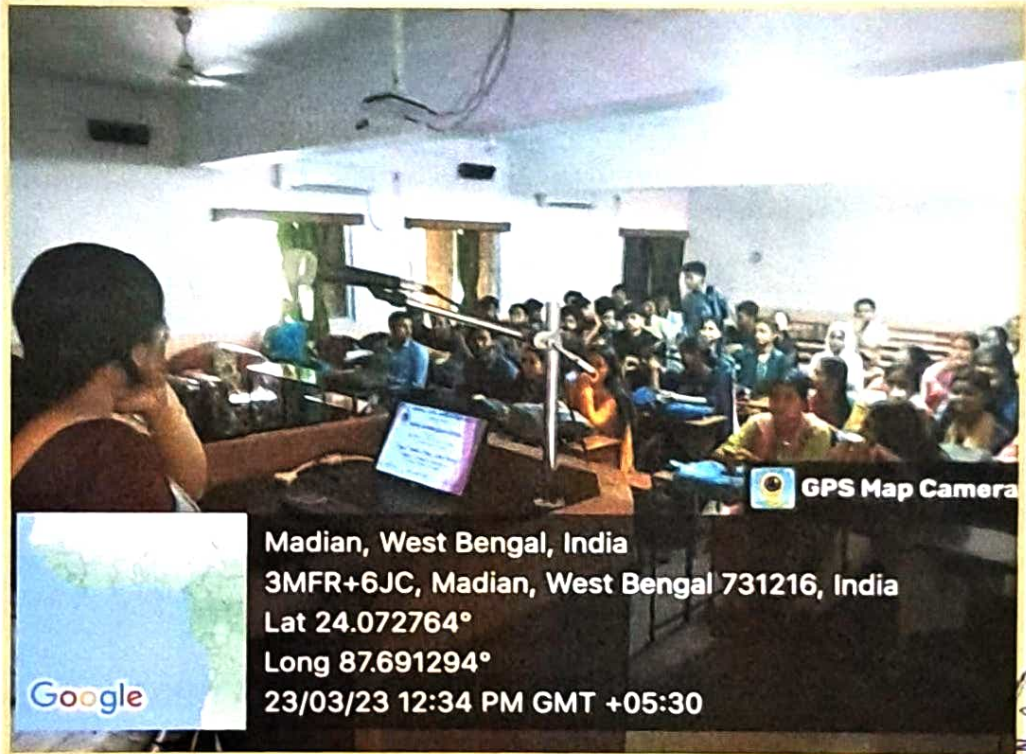 GPS Map Camera
Madian, West Bengal, India
3MFR+6JC, Madian, West Bengal 731216, India
Lat 24.072764°
Long 87.691294°
23/03/23 12:34 PM GMT +05:30
Google